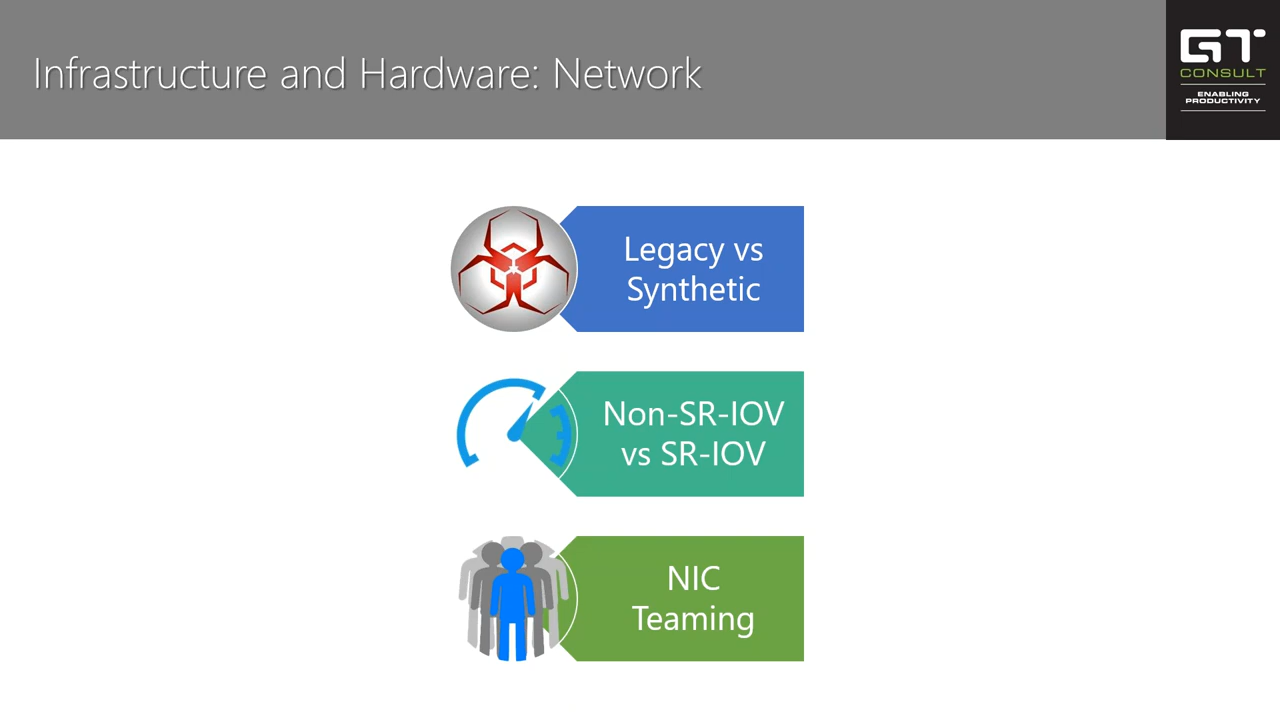 Infrastructure and Hardware: Network
GT
CONSULT
ENABLING
PRODUCTIVITY
Legacy vs
Synthetic
Non-SR-IOV
vs SR-IOV
NIC
Teaming